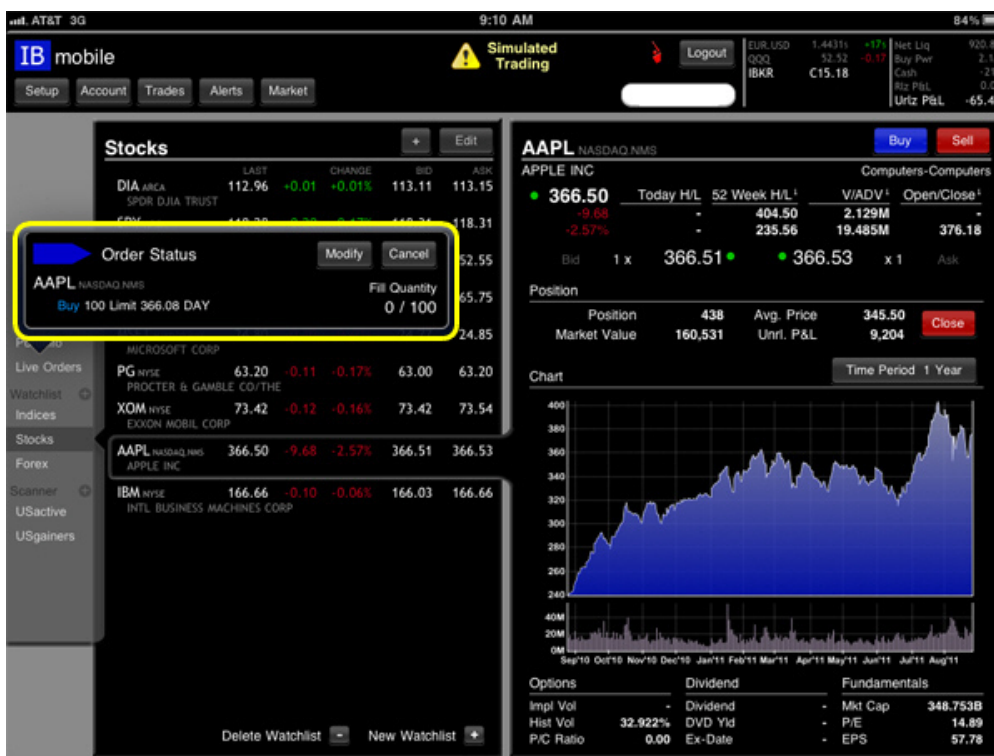 AT&T 3G 9:10 AM 84%
IB mobile
Simulated Trading
Logout
EUR.USD 1.4431 +17
QQQ 52.52 -0.17
IBKR C15.18
Net Liq 920.8
Buy Pwr 2.1
Cash -21
Rlz P&L 0.0
Urlz P&L -65.4
Setup Account Trades Alerts Market
Live Orders
Watchlist
Indices
Stocks
Forex
Scanner
USactive
USgainers
Stocks + Edit
LAST CHANGE BID ASK
DIA ARCA 112.96 +0.01 +0.01% 113.11 113.15
SPDR DJIA TRUST
118.31
52.55
65.75
24.85
MICROSOFT CORP
PG NYSE 63.20 -0.11 -0.17% 63.00 63.20
PROCTER & GAMBLE CO/THE
XOM NYSE 73.42 -0.12 -0.16% 73.42 73.54
EXXON MOBIL CORP
AAPL NASDAQ.NMS 366.50 -9.68 -2.57% 366.51 366.53
APPLE INC
IBM NYSE 166.66 -0.10 -0.06% 166.03 166.66
INTL BUSINESS MACHINES CORP
Delete Watchlist - New Watchlist +
Order Status Modify Cancel
AAPL NASDAQ.NMS Fill Quantity
Buy 100 Limit 366.08 DAY 0 / 100
AAPL NASDAQ.NMS Buy Sell
APPLE INC Computers-Computers
366.50 Today H/L 52 Week H/L¹ V/ADV¹ Open/Close¹
-9.68 - 404.50 2.129M -
-2.57% - 235.56 19.485M 376.18
Bid 1 x 366.51 366.53 x 1 Ask
Position
Position 438 Avg. Price 345.50 Close
Market Value 160,531 Unrl. P&L 9,204
Chart Time Period 1 Year
400
380
360
340
320
300
280
260
240
40M
20M
0M
Sep'10 Oct'10 Nov'10 Dec'10 Jan'11 Feb'11 Mar'11 Apr'11 May'11 Jun'11 Jul'11 Aug'11
Options Dividend Fundamentals
Impl Vol - Dividend - Mkt Cap 348.753B
Hist Vol 32.922% DVD Yld - P/E 14.89
P/C Ratio 0.00 Ex-Date - EPS 57.78